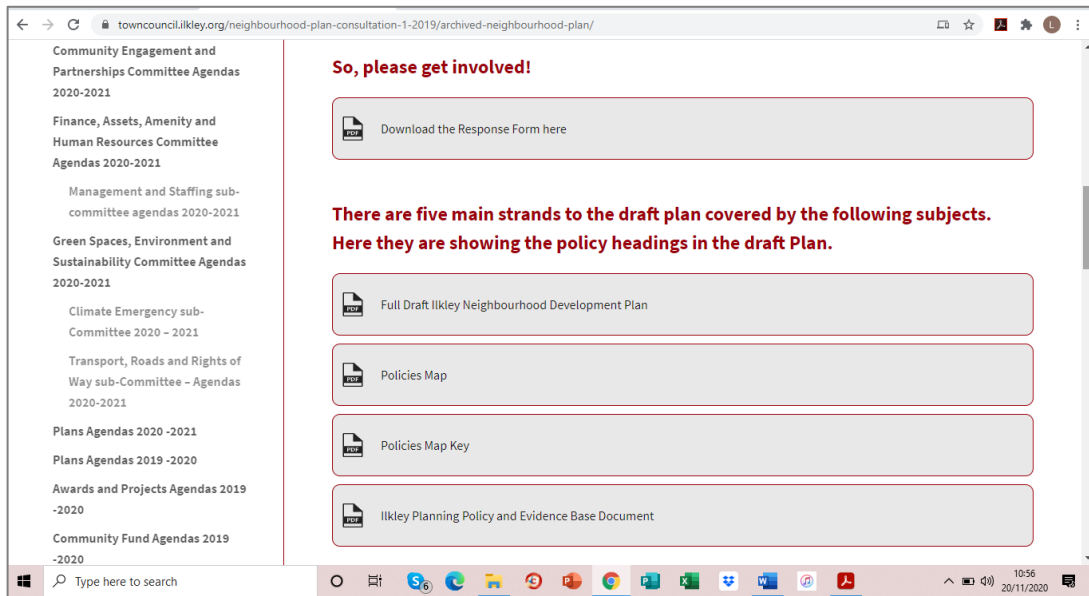 towncouncil.ilkley.org/neighbourhood-plan-consultation-1-2019/archived-neighbourhood-plan/
L
Community Engagement and
Partnerships Committee Agendas
2020-2021
Finance, Assets, Amenity and
Human Resources Committee
Agendas 2020-2021
Management and Staffing sub-
committee agendas 2020-2021
Green Spaces, Environment and
Sustainability Committee Agendas
2020-2021
Climate Emergency sub-
Committee 2020 – 2021
Transport, Roads and Rights of
Way sub-Committee – Agendas
2020-2021
Plans Agendas 2020 -2021
Plans Agendas 2019 -2020
Awards and Projects Agendas 2019
-2020
Community Fund Agendas 2019
-2020
So, please get involved!
PDF Download the Response Form here
There are five main strands to the draft plan covered by the following subjects.
Here they are showing the policy headings in the draft Plan.
PDF Full Draft Ilkley Neighbourhood Development Plan
PDF Policies Map
PDF Policies Map Key
PDF Ilkley Planning Policy and Evidence Base Document
Type here to search
6
10:56
20/11/2020